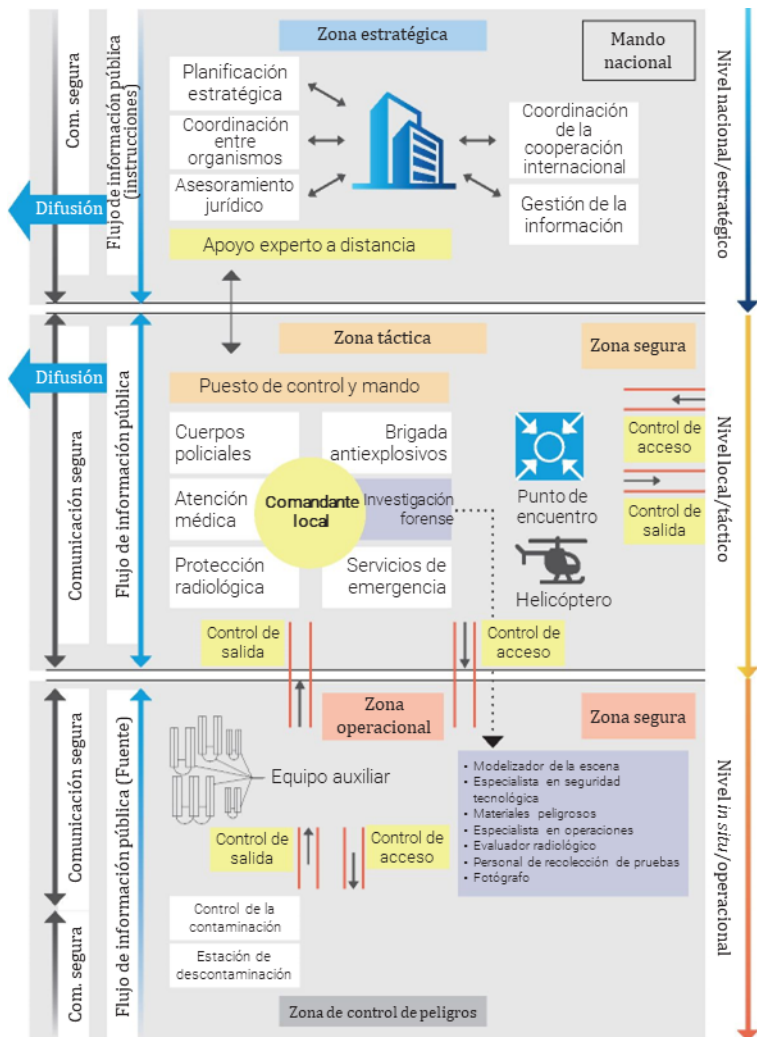 Zona estratégica
Mando
nacional
Planificación
estratégica
Coordinación
entre
organismos
Asesoramiento
jurídico
Coordinación
de la
cooperación
internacional
Gestión de la
información
Apoyo experto a distancia
Com. segura
Flujo de información pública
(instrucciones)
Difusión
Nivel nacional/estratégico
Zona táctica
Zona segura
Difusión
Puesto de control y mando
Cuerpos
policiales
Brigada
antiexplosivos
Atención
médica
Comandante
local
Investigación
forense
Protección
radiológica
Servicios de
emergencia
Punto de
encuentro
Helicóptero
Control de
acceso
Control de
salida
Control de
salida
Control de
acceso
Comunicación segura
Flujo de información pública
Nivel local/táctico
Zona
operacional
Zona segura
Equipo auxiliar
• Modelizador de la escena
• Especialista en seguridad
tecnológica
• Materiales peligrosos
• Especialista en operaciones
• Evaluador radiológico
• Personal de recolección de pruebas
• Fotógrafo
Control de
salida
Control de
acceso
Control de la
contaminación
Estación de
descontaminación
Zona de control de peligros
Comunicación segura
Com. segura
Flujo de información pública (Fuente)
Nivel in situ/operacional